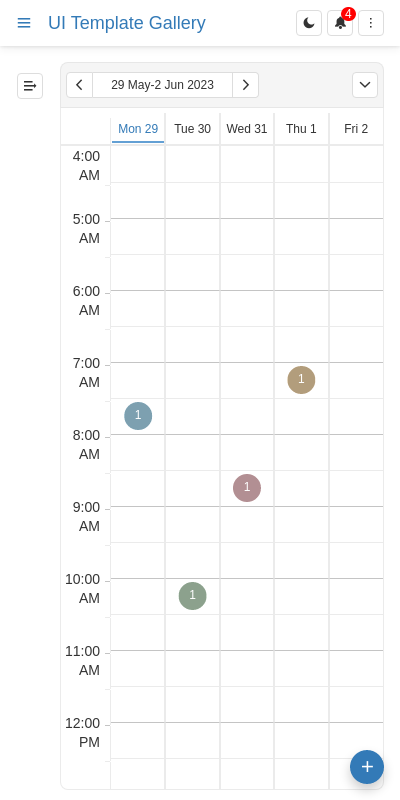 UI Template Gallery
4
29 May-2 Jun 2023
Mon 29 Tue 30 Wed 31 Thu 1 Fri 2
4:00
AM
5:00
AM
6:00
AM
7:00
AM
1
1
8:00
AM
1
9:00
AM
10:00
AM
1
11:00
AM
12:00
PM
+